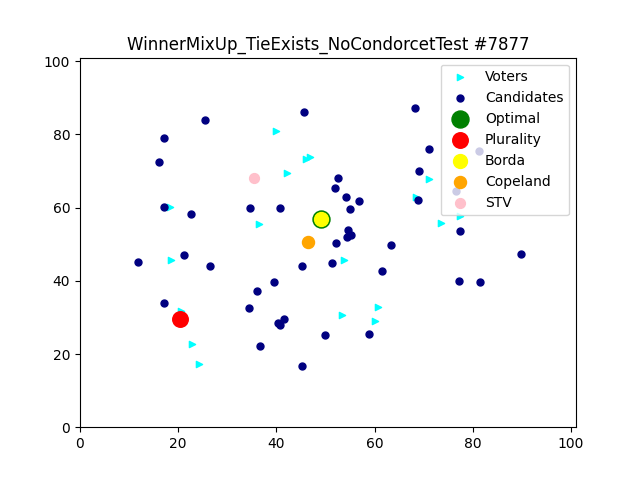 WinnerMixUp_TieExists_NoCondorcetTest #7877
100
80
60
40
20
0
0 20 40 60 80 100
Voters
Candidates
Optimal
Plurality
Borda
Copeland
STV